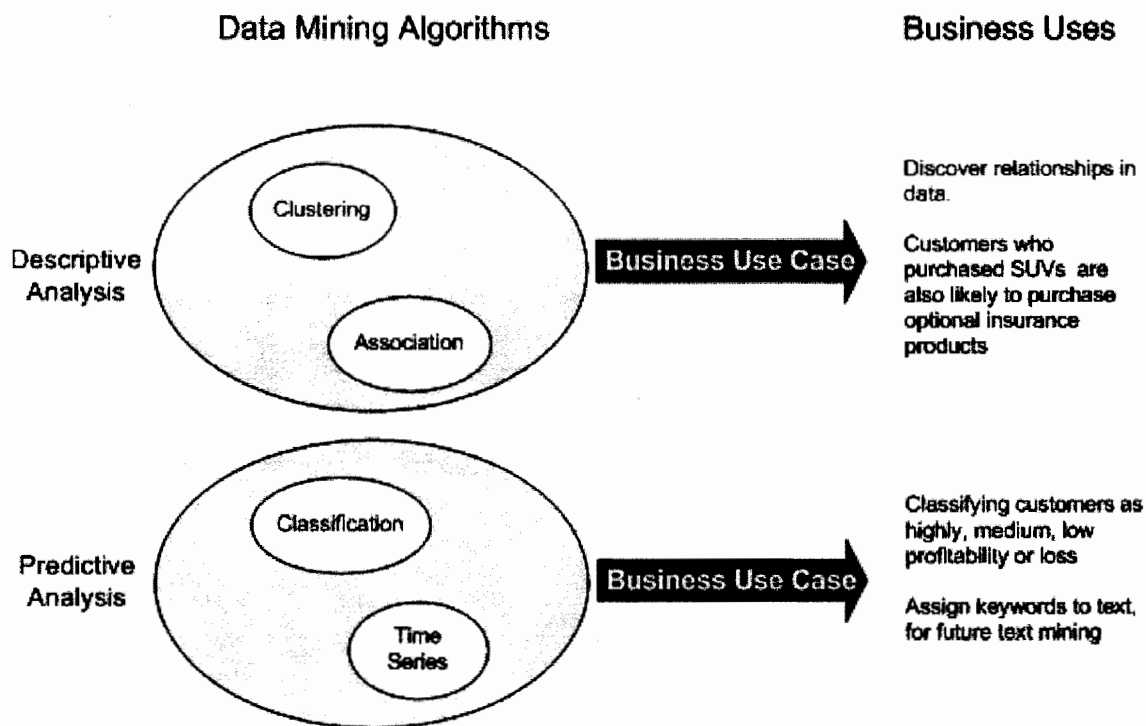 Data Mining Algorithms
Business Uses
Descriptive
Analysis
Clustering
Association
Business Use Case
Discover relationships in
data.
Customers who
purchased SUVs are
also likely to purchase
optional insurance
products
Predictive
Analysis
Classification
Time
Series
Business Use Case
Classifying customers as
highly, medium, low
profitability or loss
Assign keywords to text,
for future text mining